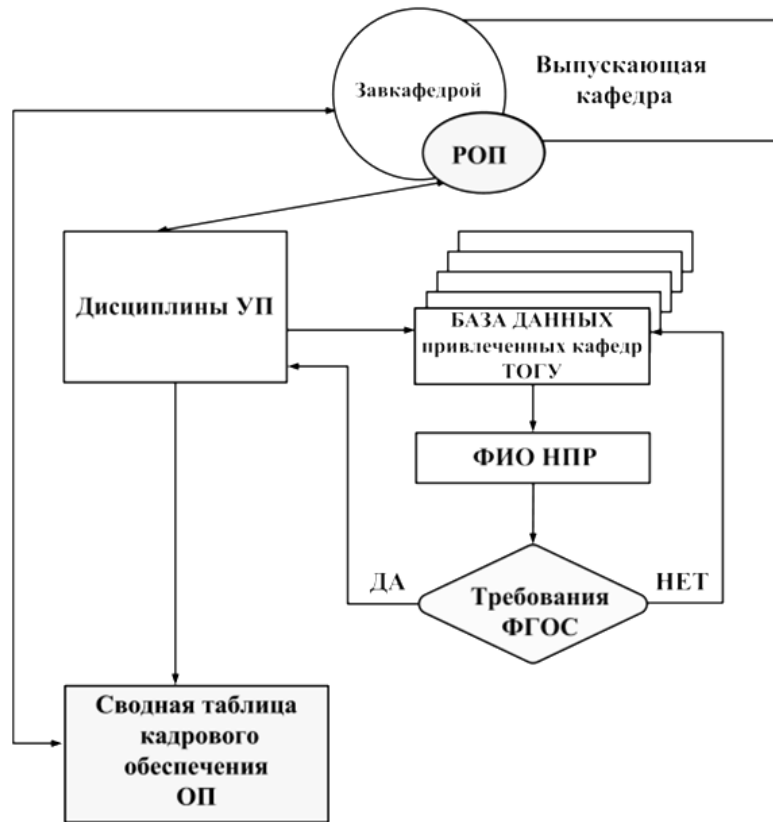 Завкафедрой
Выпускающая
кафедра
РОП
Дисциплины УП
БАЗА ДАННЫХ
привлеченных кафедр
ТОГУ
ФИО НПР
ДА
НЕТ
Требования
ФГОС
Сводная таблица
кадрового
обеспечения
ОП